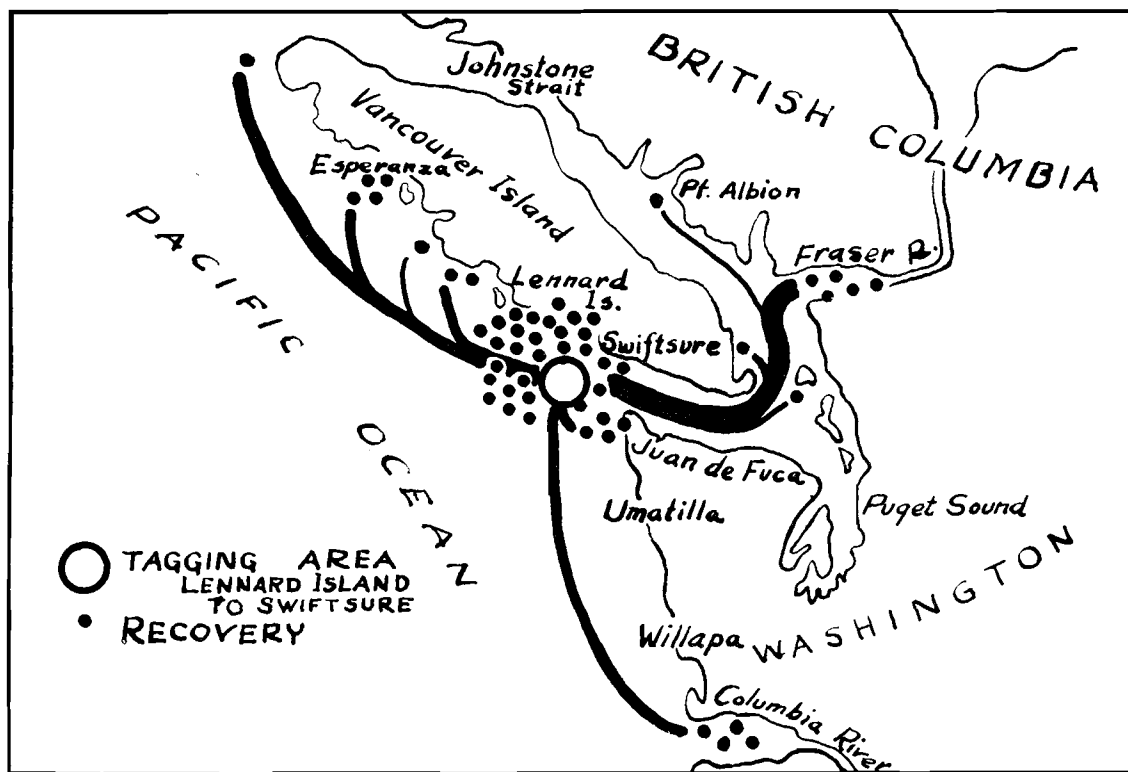 BRITISH
COLUMBIA
Johnstone
Strait
Vancouver Island
Esperanza
Pt. Albion
Fraser R.
PACIFIC
OCEAN
Lennard
Is.
Swiftsure
Juan de Fuca
Umatilla
Puget Sound
WASHINGTON
TAGGING AREA
LENNARD ISLAND
TO SWIFTSURE
RECOVERY
Willapa
Columbia River